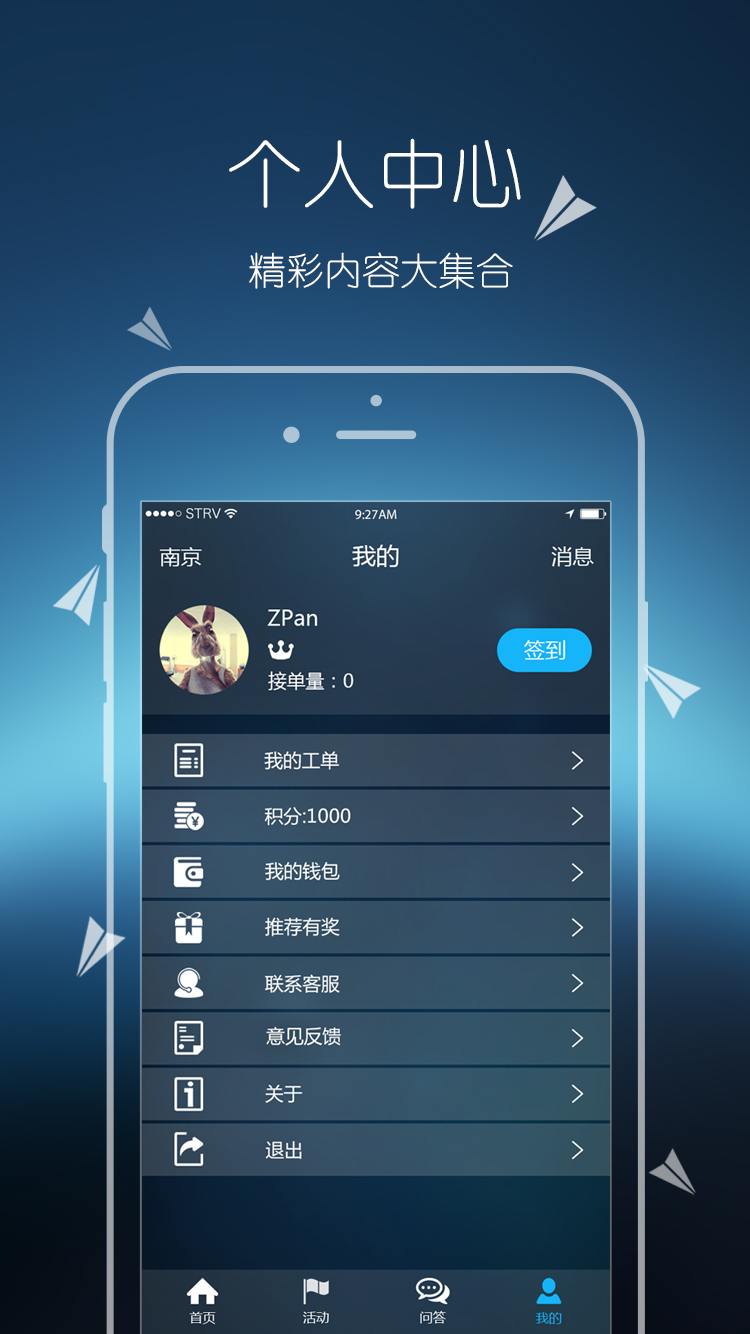 个人中心
精彩内容大集合
STRV 9:27AM
南京 我的 消息
ZPan
签到
接单量：0
我的工单
积分:1000
我的钱包
推荐有奖
联系客服
意见反馈
关于
退出
首页 活动 问答 我的